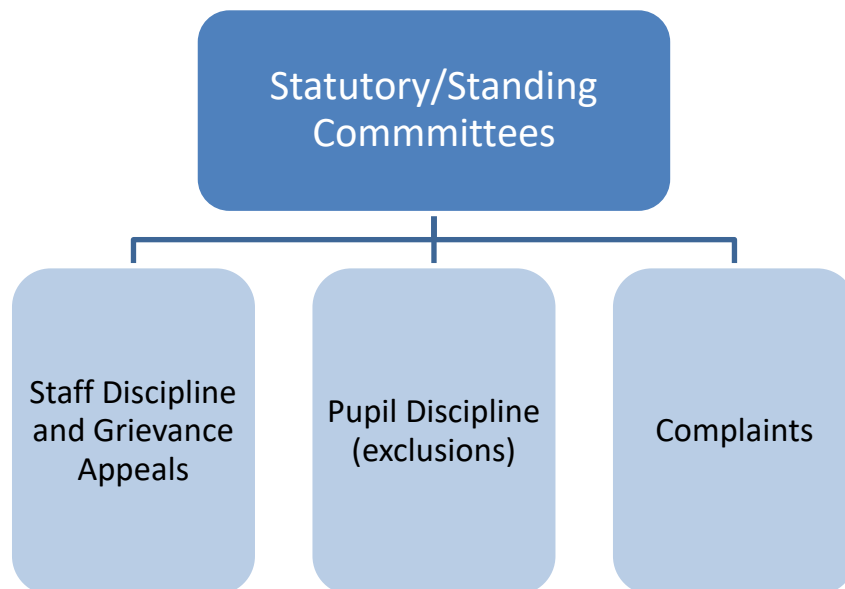 Statutory/Standing
Commmittees
Staff Discipline
and Grievance
Appeals
Pupil Discipline
(exclusions)
Complaints